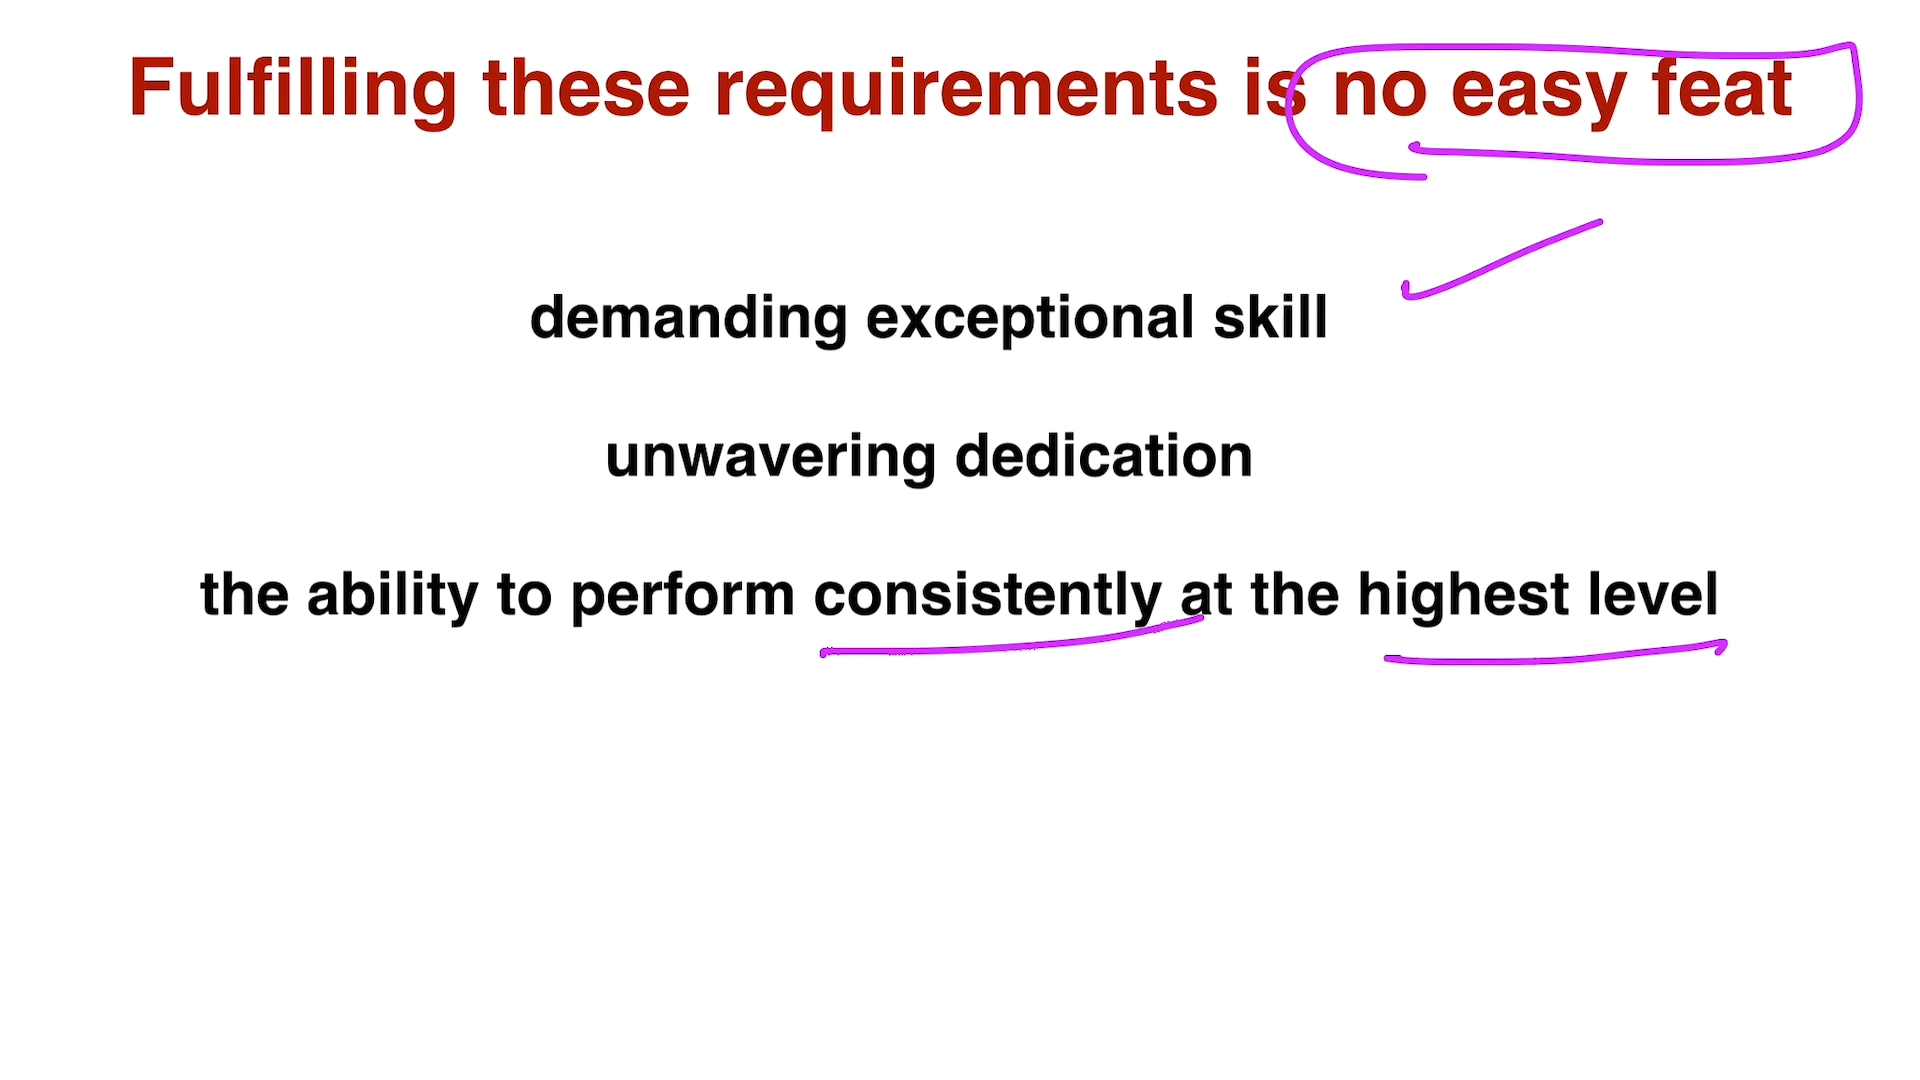 Fulfilling these requirements is no easy feat
demanding exceptional skill
unwavering dedication
the ability to perform consistently at the highest level